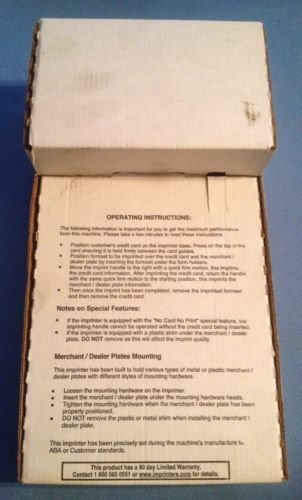 OPERATING INSTRUCTIONS:
The following information is important for you to get the maximum performance
from this machine. Please take a few minutes to read these instructions.
• Position customer's credit card on the imprinter base. Press on the top of the
card ensuring it is held firmly between the card guides.
• Position formset to be imprinted over the credit card and the merchant /
dealer plate by inserting the formset under the form holders.
• Move the imprint handle to the right with a quick firm motion, this imprints
the credit card information. After imprinting the credit card, return the handle
with the same quick firm motion to the starting position, this imprints the
merchant / dealer plate information.
• Then once the imprint has been completed, remove the imprinted formset
and then remove the credit card.
Notes on Special Features:
• If the imprinter is equipped with the "No Card No Print" special feature, the
imprinting handle cannot be operated without the credit card being inserted.
• If the imprinter is equipped with a plastic shim under the merchant / dealer
plate, DO NOT REMOVE as this will affect the imprint quality.
Merchant / Dealer Plates Mounting
This imprinter has been built to hold various types of metal or plastic merchant /
dealer plates with different styles of mounting hardware.
• Loosen the mounting hardware on the imprinter.
• Insert the merchant / dealer plate under the mounting hardware heads.
• Tighten the mounting hardware when the merchant / dealer plate has been
properly positioned.
• DO NOT remove the plastic or metal shim when installing the merchant /
dealer plate.
This imprinter has been precisely set during the machine's manufacture to
ABA or Customer standards.
This product has a 90 day Limited Warranty.
Contact 1 800 565 0551 or www.imprinters.com for details.